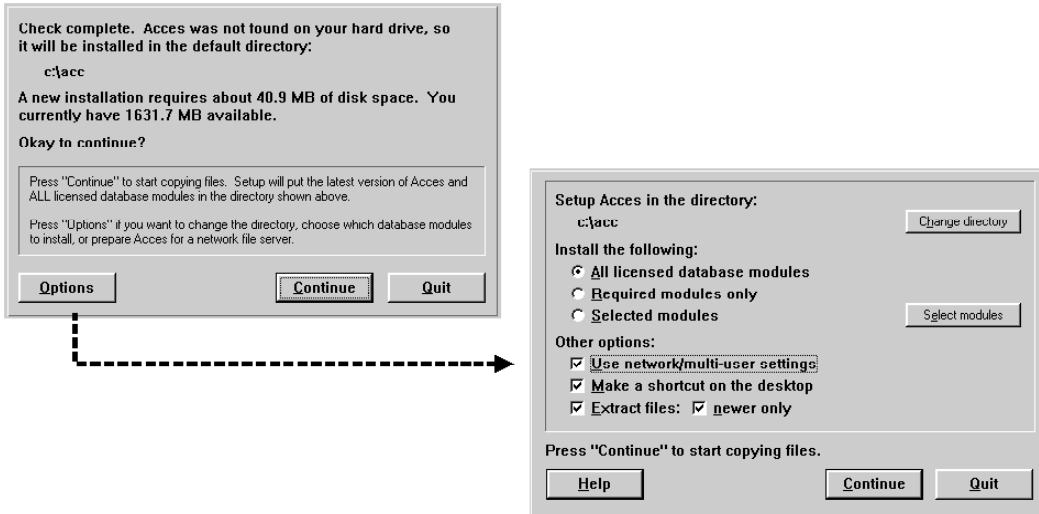 Check complete. Acces was not found on your hard drive, so
it will be installed in the default directory:
c:\acc
A new installation requires about 40.9 MB of disk space. You
currently have 1631.7 MB available.
Okay to continue?
Press "Continue" to start copying files. Setup will put the latest version of Acces and
ALL licensed database modules in the directory shown above.
Press "Options" if you want to change the directory, choose which database modules
to install, or prepare Acces for a network file server.
Options
Continue
Quit
Setup Acces in the directory:
c:\acc
Change directory
Install the following:
All licensed database modules
Required modules only
Selected modules
Select modules
Other options:
Use network/multi-user settings
Make a shortcut on the desktop
Extract files: newer only
Press "Continue" to start copying files.
Help
Continue
Quit